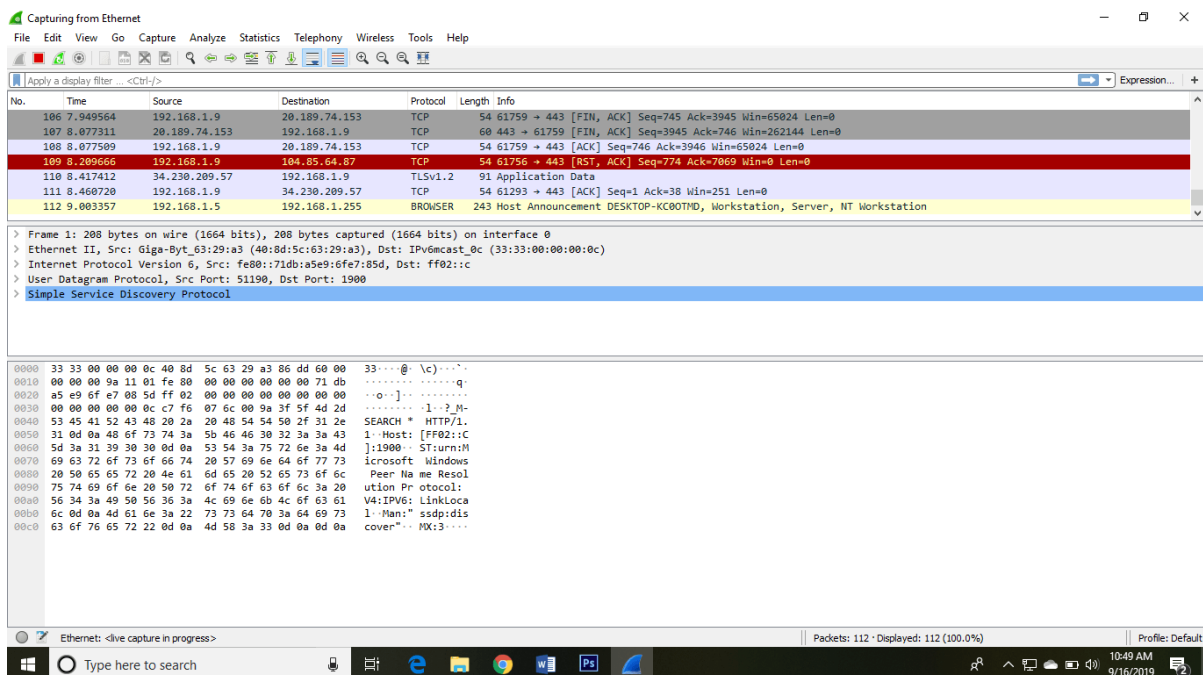 Capturing from Ethernet
File Edit View Go Capture Analyze Statistics Telephony Wireless Tools Help
Apply a display filter ... <Ctrl-/> Expression... +
No. Time Source Destination Protocol Length Info
106 7.949564 192.168.1.9 20.189.74.153 TCP 54 61759 → 443 [FIN, ACK] Seq=745 Ack=3945 Win=65024 Len=0
107 8.077311 20.189.74.153 192.168.1.9 TCP 60 443 → 61759 [FIN, ACK] Seq=3945 Ack=746 Win=262144 Len=0
108 8.077509 192.168.1.9 20.189.74.153 TCP 54 61759 → 443 [ACK] Seq=746 Ack=3946 Win=65024 Len=0
109 8.209666 192.168.1.9 104.85.64.87 TCP 54 61756 → 443 [RST, ACK] Seq=774 Ack=7069 Win=0 Len=0
110 8.417412 34.230.209.57 192.168.1.9 TLSv1.2 91 Application Data
111 8.460720 192.168.1.9 34.230.209.57 TCP 54 61293 → 443 [ACK] Seq=1 Ack=38 Win=251 Len=0
112 9.003357 192.168.1.5 192.168.1.255 BROWSER 243 Host Announcement DESKTOP-KC0OTMD, Workstation, Server, NT Workstation
> Frame 1: 208 bytes on wire (1664 bits), 208 bytes captured (1664 bits) on interface 0
> Ethernet II, Src: Giga-Byt_63:29:a3 (40:8d:5c:63:29:a3), Dst: IPv6mcast_0c (33:33:00:00:00:0c)
> Internet Protocol Version 6, Src: fe80::71db:a5e9:6fe7:85d, Dst: ff02::c
> User Datagram Protocol, Src Port: 51190, Dst Port: 1900
> Simple Service Discovery Protocol
0000 33 33 00 00 00 0c 40 8d 5c 63 29 a3 86 dd 60 00 33····@· \c)···`·
0010 00 00 00 9a 11 01 fe 80 00 00 00 00 00 00 71 db ········ ······q·
0020 a5 e9 6f e7 08 5d ff 02 00 00 00 00 00 00 00 00 ··o··]·· ········
0030 00 00 00 00 00 0c c7 f6 07 6c 00 9a 3f 5f 4d 2d ········ ·l··?_M-
0040 53 45 41 52 43 48 20 2a 20 48 54 54 50 2f 31 2e SEARCH * HTTP/1.
0050 31 0d 0a 48 6f 73 74 3a 5b 46 46 30 32 3a 3a 43 1··Host: [FF02::C
0060 5d 3a 31 39 30 30 0d 0a 53 54 3a 75 72 6e 3a 4d ]:1900·· ST:urn:M
0070 69 63 72 6f 73 6f 66 74 20 57 69 6e 64 6f 77 73 icrosoft Windows
0080 20 50 65 65 72 20 4e 61 6d 65 20 52 65 73 6f 6c Peer Na me Resol
0090 75 74 69 6f 6e 20 50 72 6f 74 6f 63 6f 6c 3a 20 ution Pr otocol:
00a0 56 34 3a 49 50 56 36 3a 4c 69 6e 6b 4c 6f 63 61 V4:IPV6: LinkLoca
00b0 6c 0d 0a 4d 61 6e 3a 22 73 73 64 70 3a 64 69 73 l··Man:" ssdp:dis
00c0 63 6f 76 65 72 22 0d 0a 4d 58 3a 33 0d 0a 0d 0a cover"·· MX:3····
Ethernet: <live capture in progress> Packets: 112 · Displayed: 112 (100.0%) Profile: Default
Type here to search
10:49 AM
9/16/2019
2